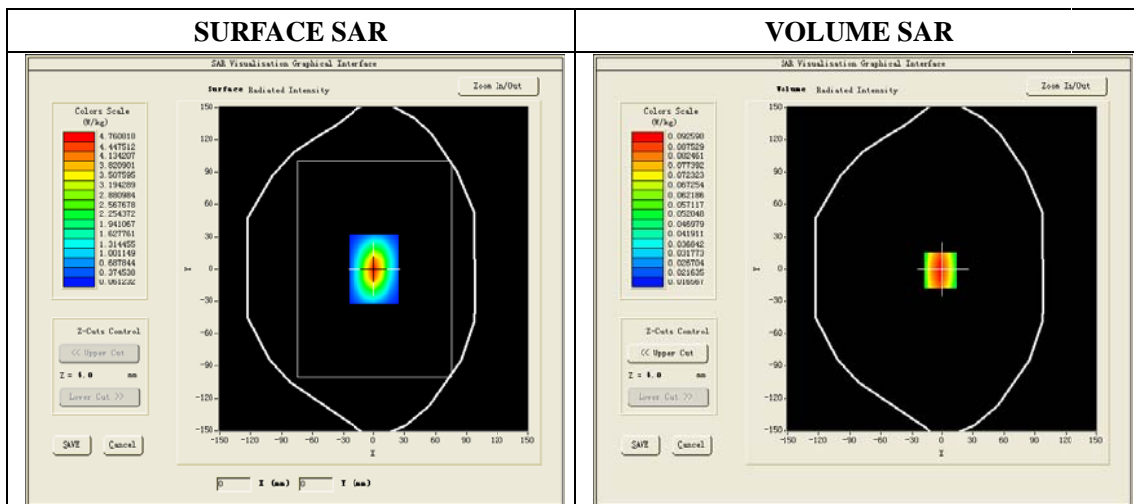 SURFACE SAR
VOLUME SAR
SAR Visualisation Graphical Interface
Surface Radiated Intensity
Zoom In/Out
Colors Scale
(W/kg)
4.760818
4.447512
4.134207
3.820901
3.507595
3.194289
2.880984
2.567678
2.254372
1.941067
1.627761
1.314455
1.001149
0.687844
0.374538
0.061232
150
120
90
60
30
0
-30
-60
-90
-120
-150
Y
-150 -120 -90 -60 -30 0 30 60 90 120 150
X
Z-Cuts Control
<< Upper Cut
Z = 4.0 mm
Lower Cut >>
SAVE
Cancel
0 X (mm) 0 Y (mm)
SAR Visualisation Graphical Interface
Volume Radiated Intensity
Zoom In/Out
Colors Scale
(W/kg)
0.092598
0.087529
0.082461
0.077392
0.072323
0.067254
0.062186
0.057117
0.052048
0.046979
0.041911
0.036842
0.031773
0.026704
0.021635
0.016567
150
120
90
60
30
0
-30
-60
-90
-120
-150
Y
-150 -120 -90 -60 -30 0 30 60 90 120 150
X
Z-Cuts Control
<< Upper Cut
Z = 4.0 mm
Lower Cut >>
SAVE
Cancel